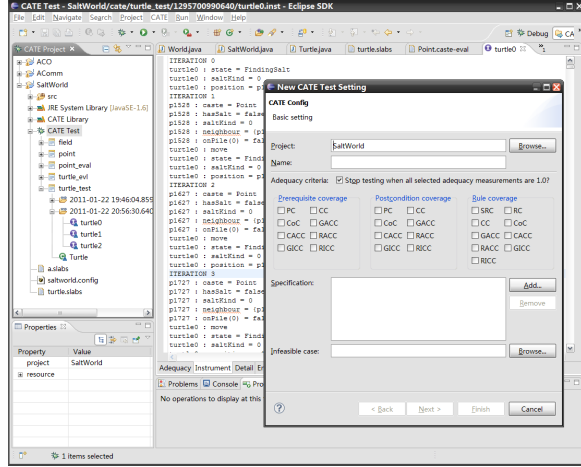 CATE Test - SaltWorld/cate/turtle_test/1295700990640/turtle0.inst - Eclipse SDK
File Edit Navigate Search Project CATE Run Window Help
Debug CA
CATE Project
World.java SaltWorld.java Turtle.java turtle.slabs Point.caste-eval turtle0
ACO
AComm
SaltWorld
src
JRE System Library [JavaSE-1.6]
CATE Library
CATE Test
field
point
point_eval
turtle_evl
turtle_test
2011-01-22 19:46:04.859
2011-01-22 20:56:30.640
turtle0
turtle1
turtle2
Turtle
a.slabs
saltworld.config
turtle.slabs
ITERATION 0
turtle0 : state = FindingSalt
turtle0 : saltKind = 0
turtle0 : position = p1
ITERATION 1
p1528 : caste = Point
p1528 : hasSalt = false
p1528 : saltKind = 0
p1528 : neighbour = {p1
p1528 : onPile(0) = fal
turtle0 : move
turtle0 : state = Findi
turtle0 : saltKind = 0
turtle0 : position = p1
ITERATION 2
p1627 : caste = Point
p1627 : hasSalt = false
p1627 : saltKind = 0
p1627 : neighbour = {p1
p1627 : onPile(0) = fal
turtle0 : move
turtle0 : state = Findi
turtle0 : saltKind = 0
turtle0 : position = p1
ITERATION 3
p1727 : caste = Point
p1727 : hasSalt = false
p1727 : saltKind = 0
p1727 : neighbour = {p1
p1727 : onPile(0) = fal
turtle0 : move
turtle0 : state = Findi
turtle0 : saltKind = 0
Adequacy Instrument Detail Er
Problems Console Pro
No operations to display at this
Properties
Property Value
project SaltWorld
resource
1 items selected
New CATE Test Setting
CATE Config
Basic setting
Project: SaltWorld Browse...
Name:
Adequacy criteria: Stop testing when all selected adequacy measurements are 1.0?
Prerequisite coverage Postcondition coverage Rule coverage
PC CC PC CC SRC RC
CoC GACC CoC GACC CC CoC
CACC RACC CACC RACC GACC CACC
GICC RICC GICC RICC RACC GICC
RICC
Specification: Add...
Remove
Infeasible case: Browse...
< Back Next > Finish Cancel